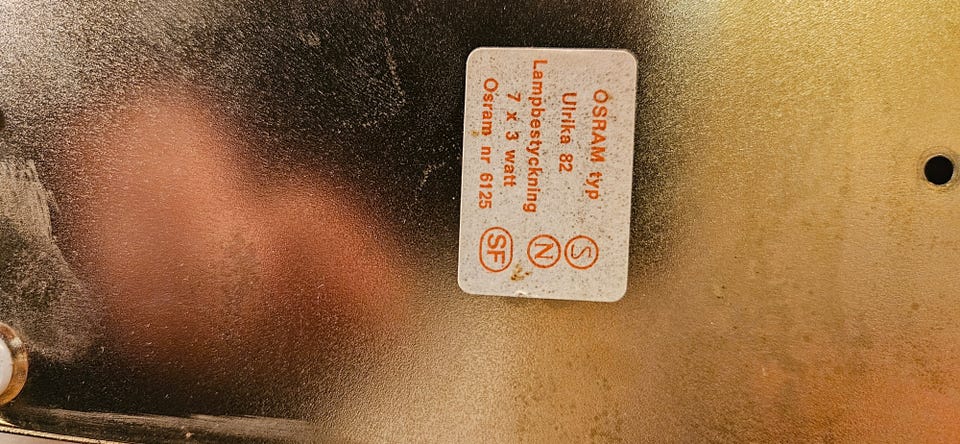 OSRAM typ
Ulrika 82
Lampbestyckning
7 x 3 watt
Osram nr 6125
S
N
SF